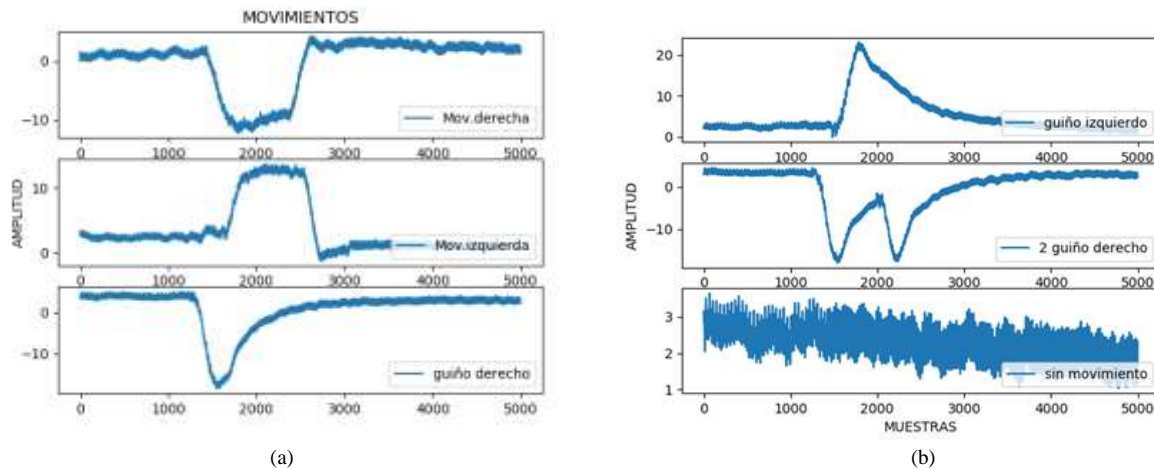 MOVIMIENTOS
0
−10
Mov.derecha
0 1000 2000 3000 4000 5000
AMPLITUD
10
0
Mov.izquierda
0 1000 2000 3000 4000 5000
0
−10
guiño derecho
0 1000 2000 3000 4000 5000
(a)
20
10
0
guiño izquierdo
0 1000 2000 3000 4000 5000
AMPLITUD
0
−10
2 guiño derecho
0 1000 2000 3000 4000 5000
3
2
1
sin movimiento
0 1000 2000 3000 4000 5000
MUESTRAS
(b)